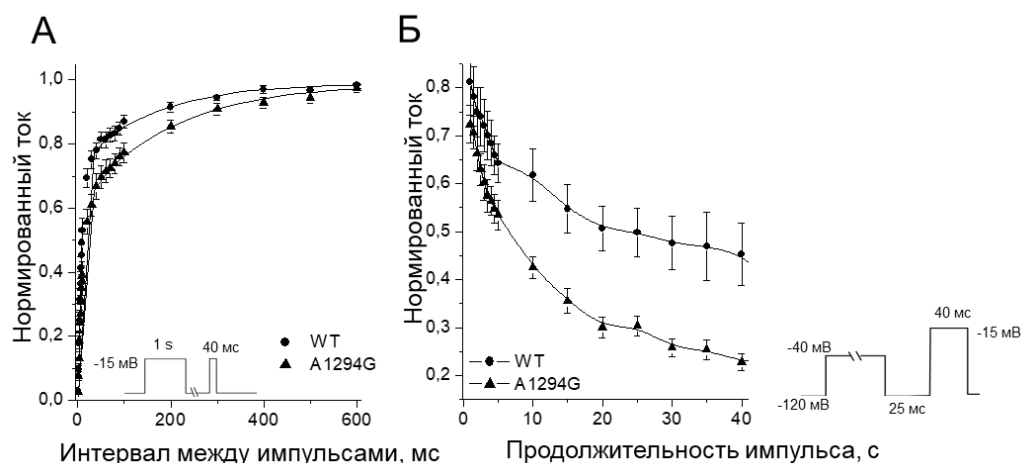 А
Нормированный ток
1,0
0,8
0,6
0,4
0,2
0,0
0
200
400
600
Интервал между импульсами, мс
WT
A1294G
-15 мВ
1 s
40 мс
Б
Нормированный ток
0,8
0,7
0,6
0,5
0,4
0,3
0,2
10
20
30
40
Продолжительность импульса, с
WT
A1294G
40 мс
-15 мВ
-40 мВ
-120 мВ
25 мс